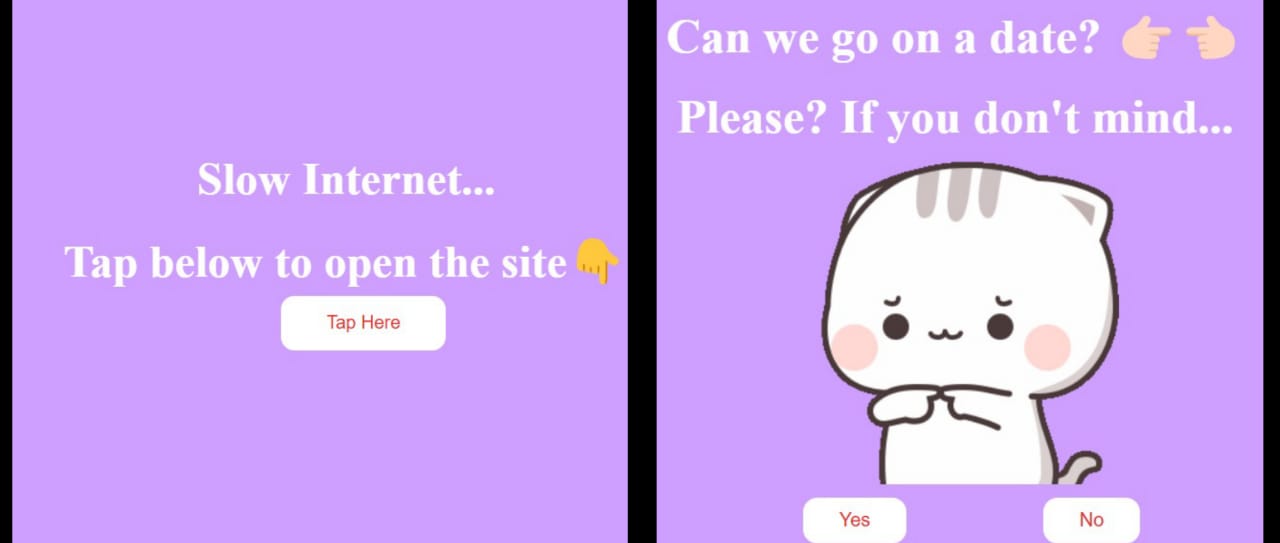 Slow Internet...
Tap below to open the site👇
Tap Here
Can we go on a date? 👉🏻👈🏻
Please? If you don't mind...
Yes
No